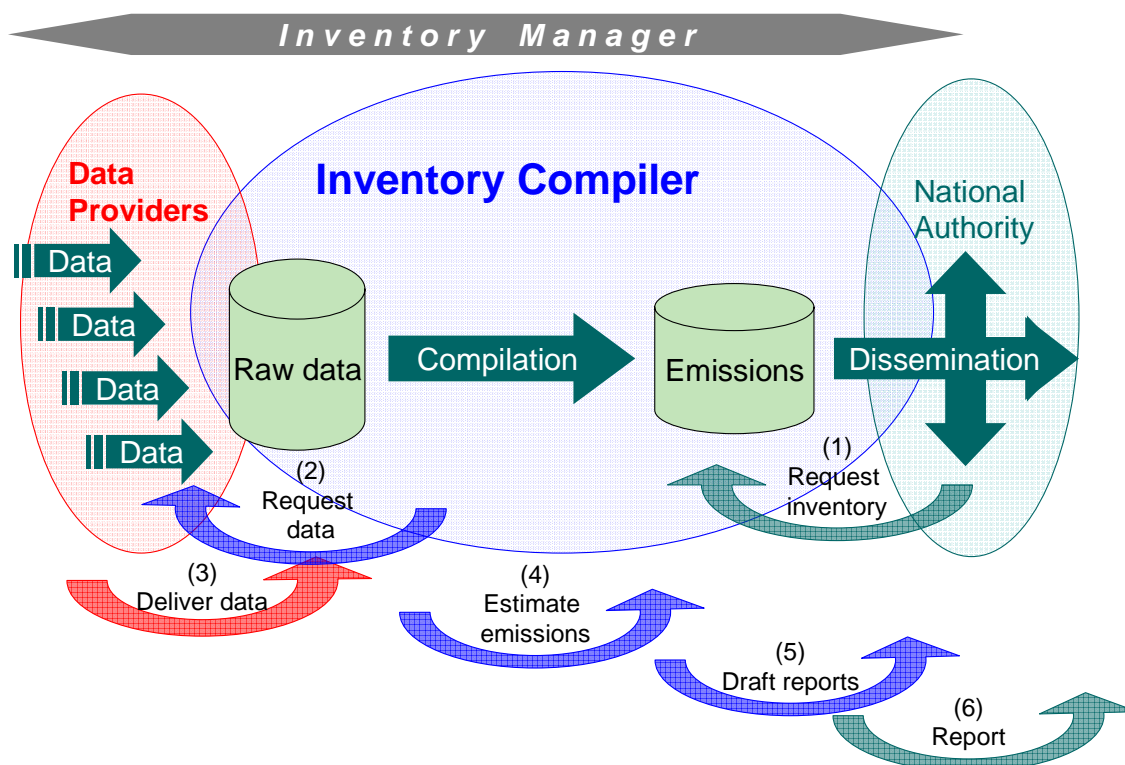 Inventory Manager
Data
Providers
Inventory Compiler
National
Authority
Data
Data
Data
Data
Raw data
Compilation
Emissions
Dissemination
(1)
Request
inventory
(2)
Request
data
(3)
Deliver data
(4)
Estimate
emissions
(5)
Draft reports
(6)
Report